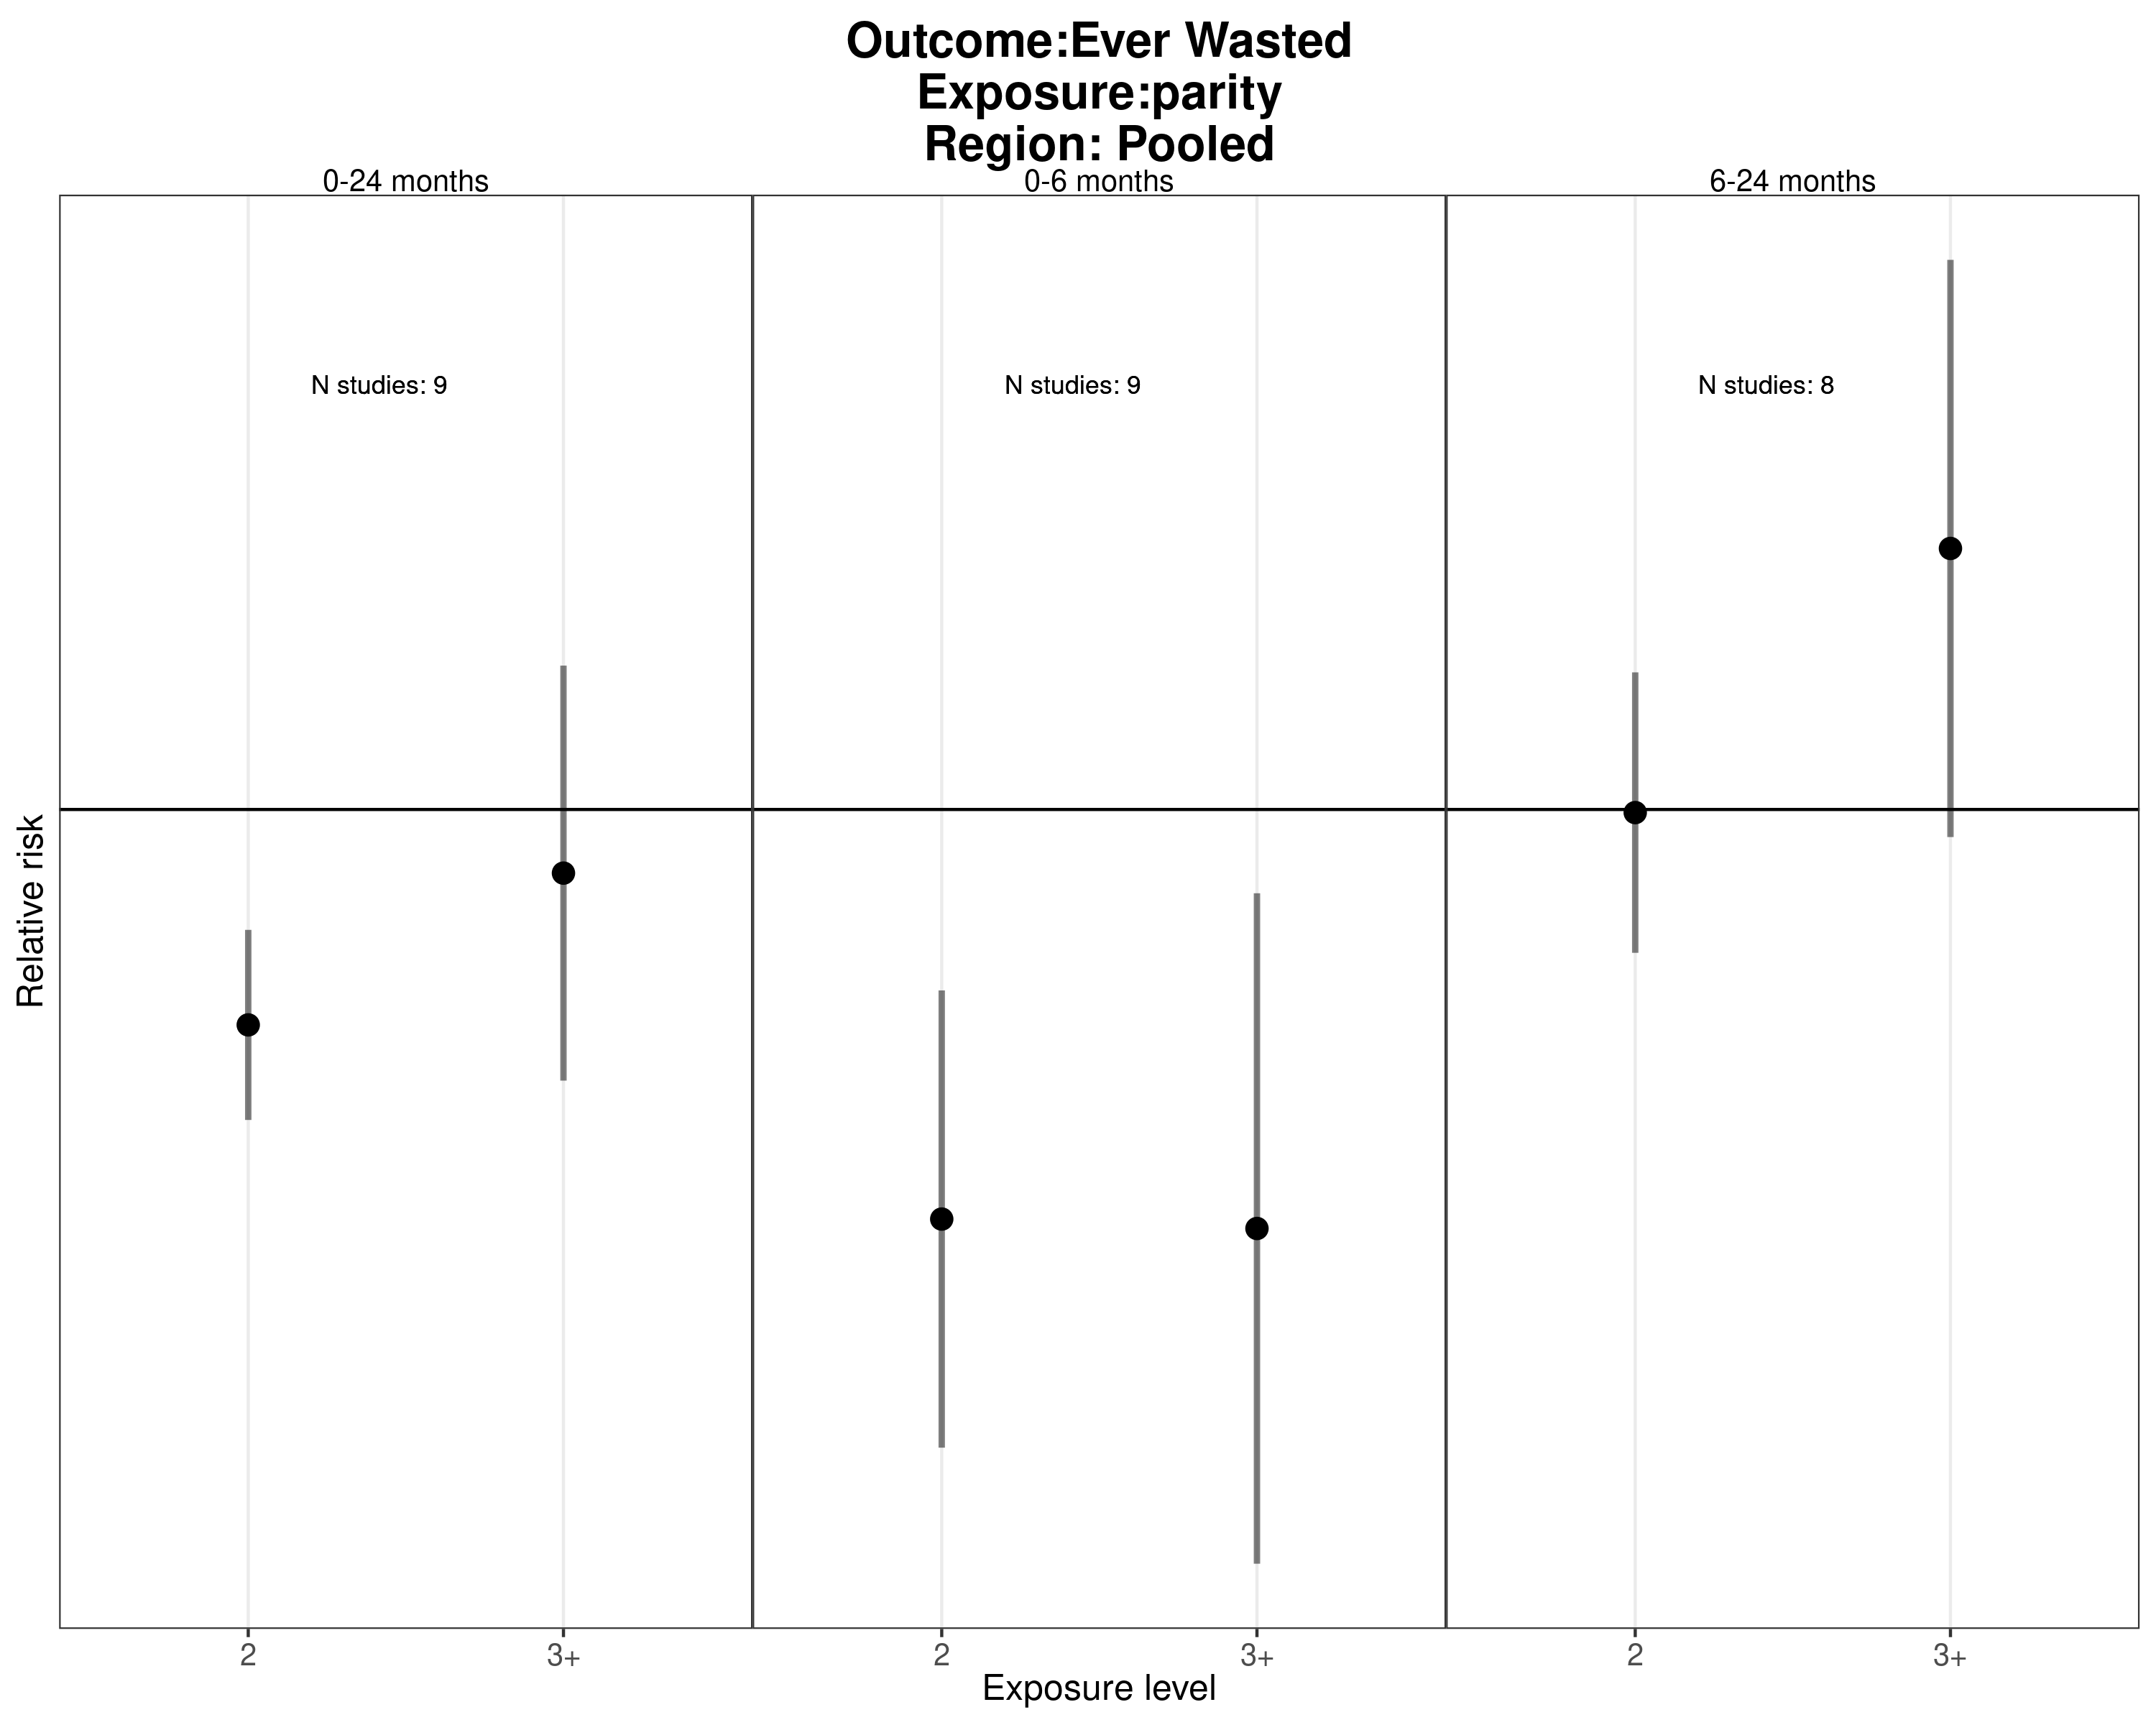 Outcome:Ever Wasted
Exposure:parity
Region: Pooled
0-24 months
0-6 months
6-24 months
N studies: 9
N studies: 9
N studies: 8
Relative risk
2
3+
2
3+
2
3+
Exposure level